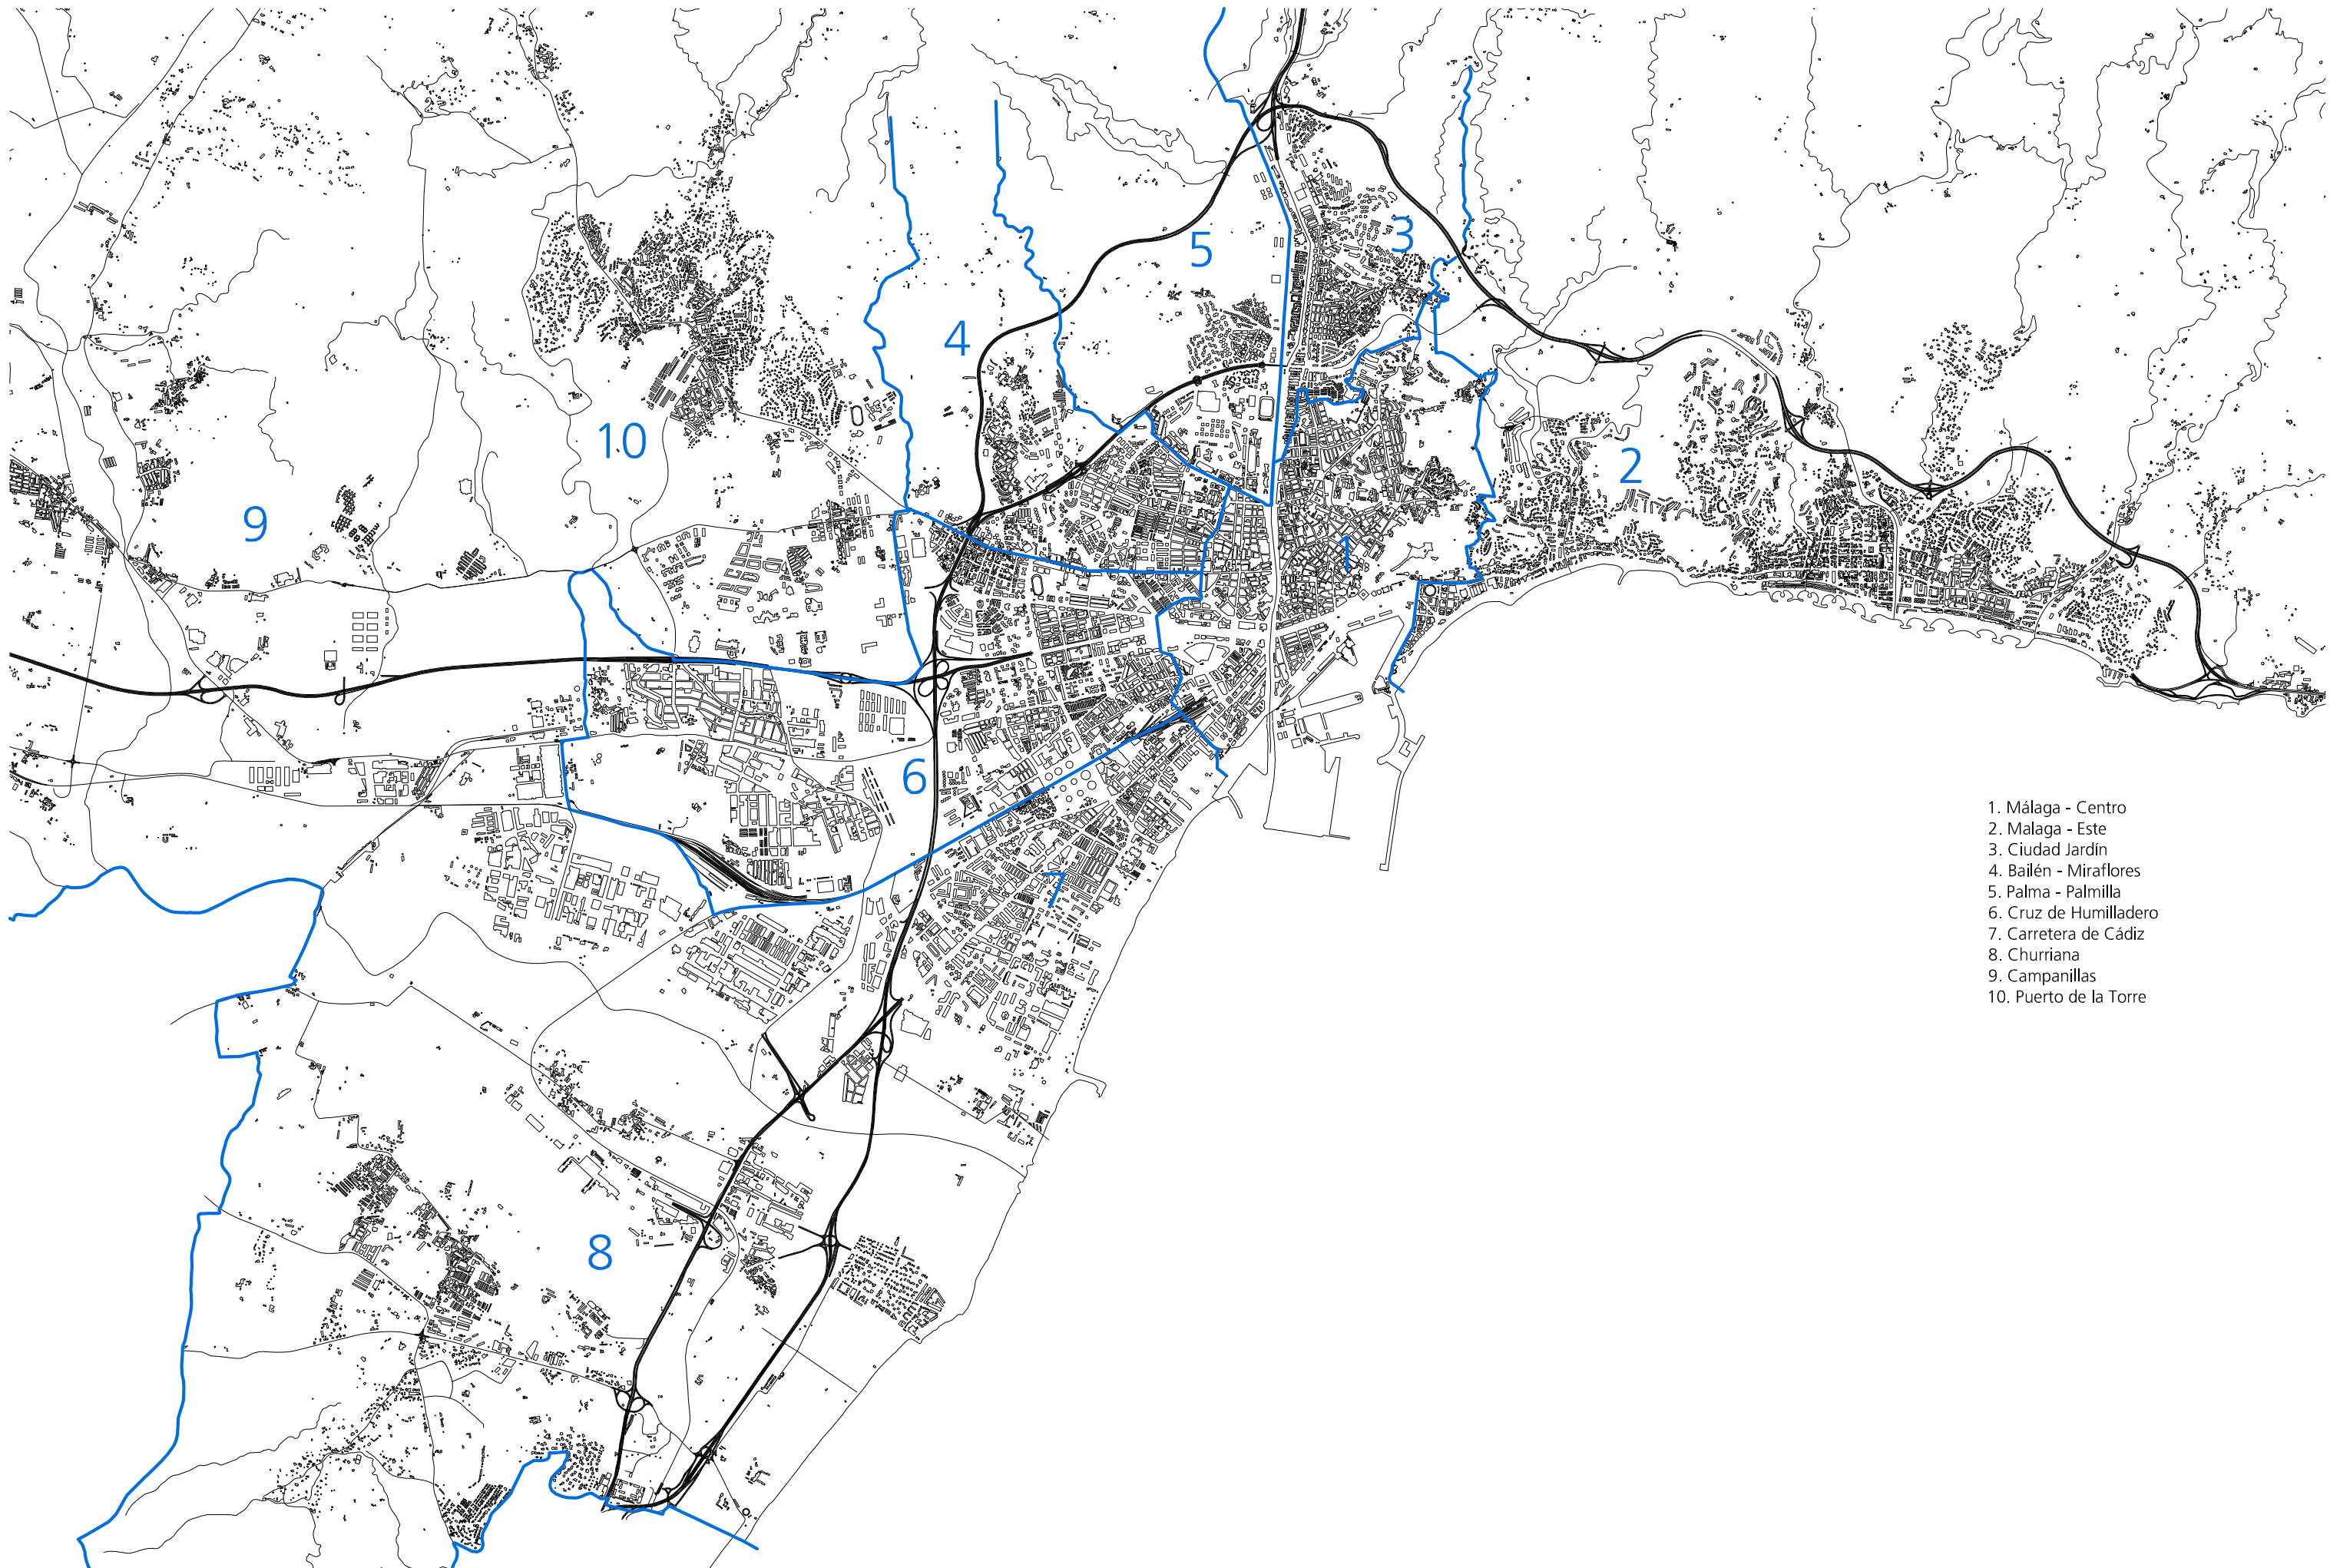 3
5
4
10
2
9
1
6
7
8
1. Málaga - Centro
2. Malaga - Este
3. Ciudad Jardín
4. Bailén - Miraflores
5. Palma - Palmilla
6. Cruz de Humilladero
7. Carretera de Cádiz
8. Churriana
9. Campanillas
10. Puerto de la Torre